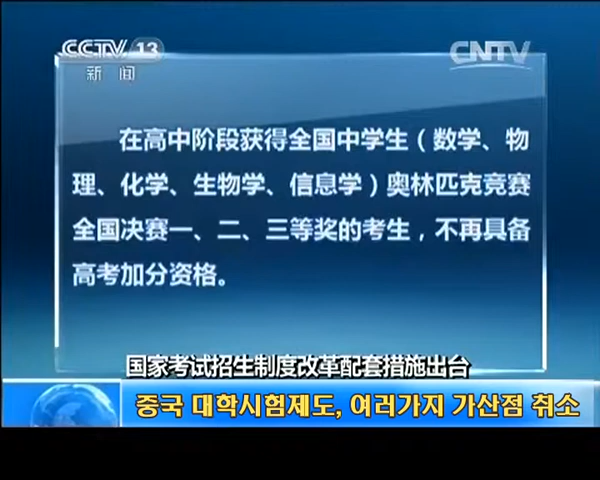 CCTV 13
新闻
CNTV
在高中阶段获得全国中学生（数学、物
理、化学、生物学、信息学）奥林匹克竞赛
全国决赛一、二、三等奖的考生，不再具备
高考加分资格。
国家考试招生制度改革配套措施出台
중국 대학시험제도, 여러가지 가산점 취소